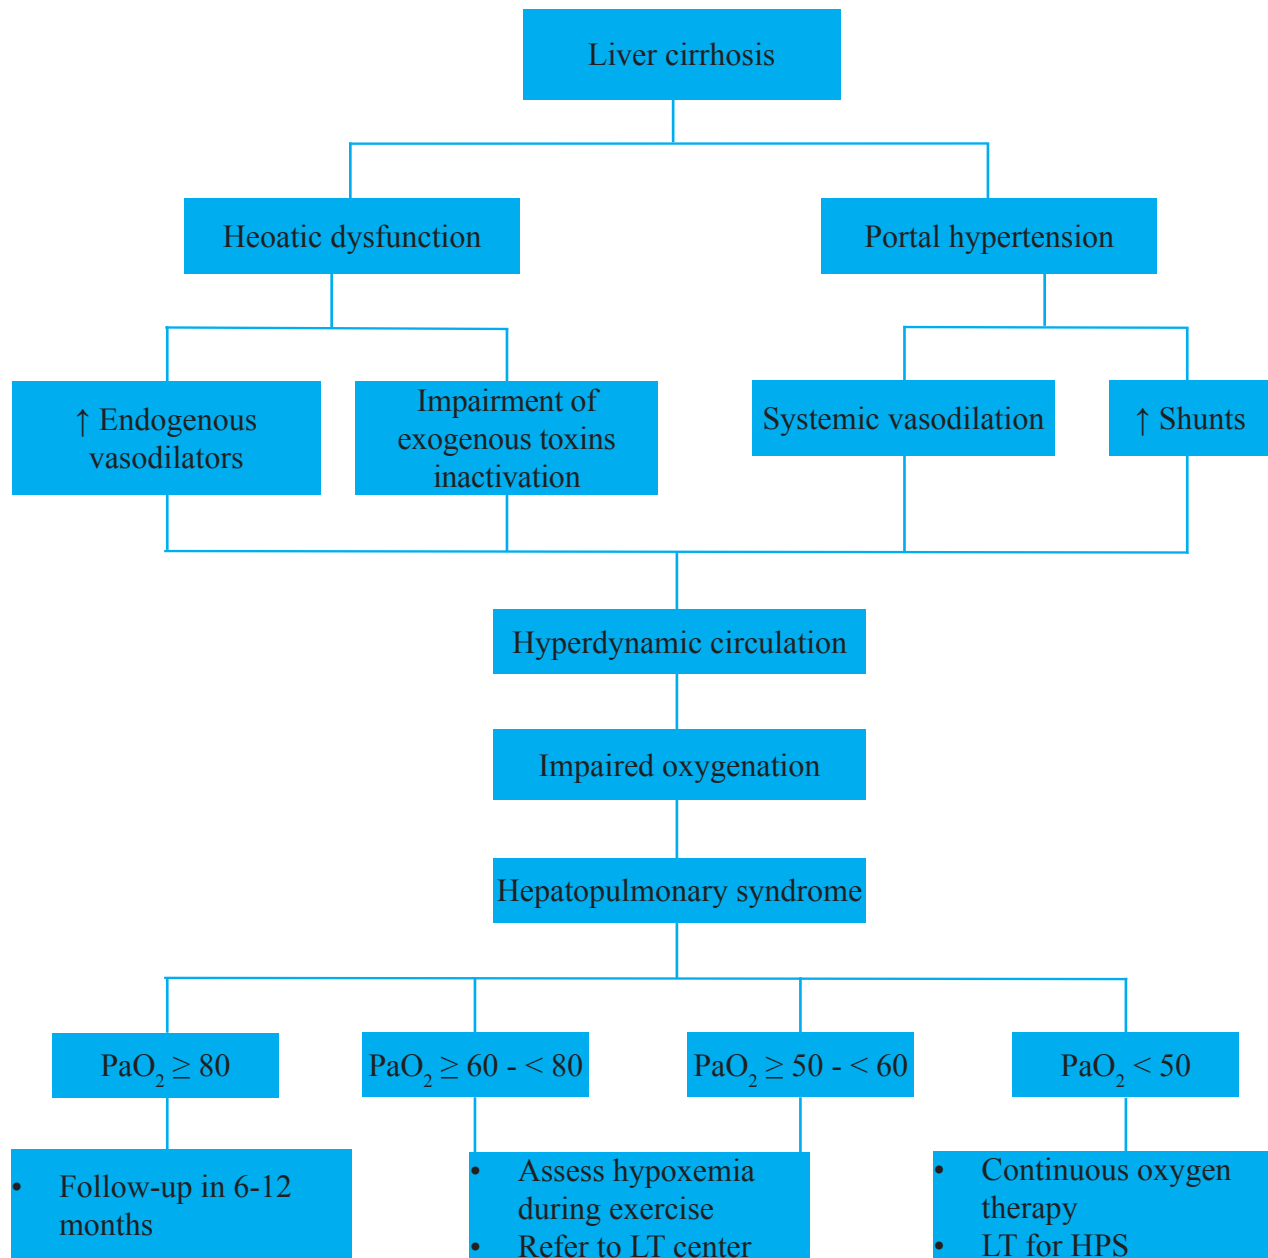 Liver cirrhosis
Heoatic dysfunction
Portal hypertension
↑ Endogenous
vasodilators
Impairment of
exogenous toxins
inactivation
Systemic vasodilation
↑ Shunts
Hyperdynamic circulation
Impaired oxygenation
Hepatopulmonary syndrome
PaO₂ ≥ 80
PaO₂ ≥ 60 - < 80
PaO₂ ≥ 50 - < 60
PaO₂ < 50
• Follow-up in 6-12
months
• Assess hypoxemia
during exercise
• Refer to LT center
• Continuous oxygen
therapy
• LT for HPS